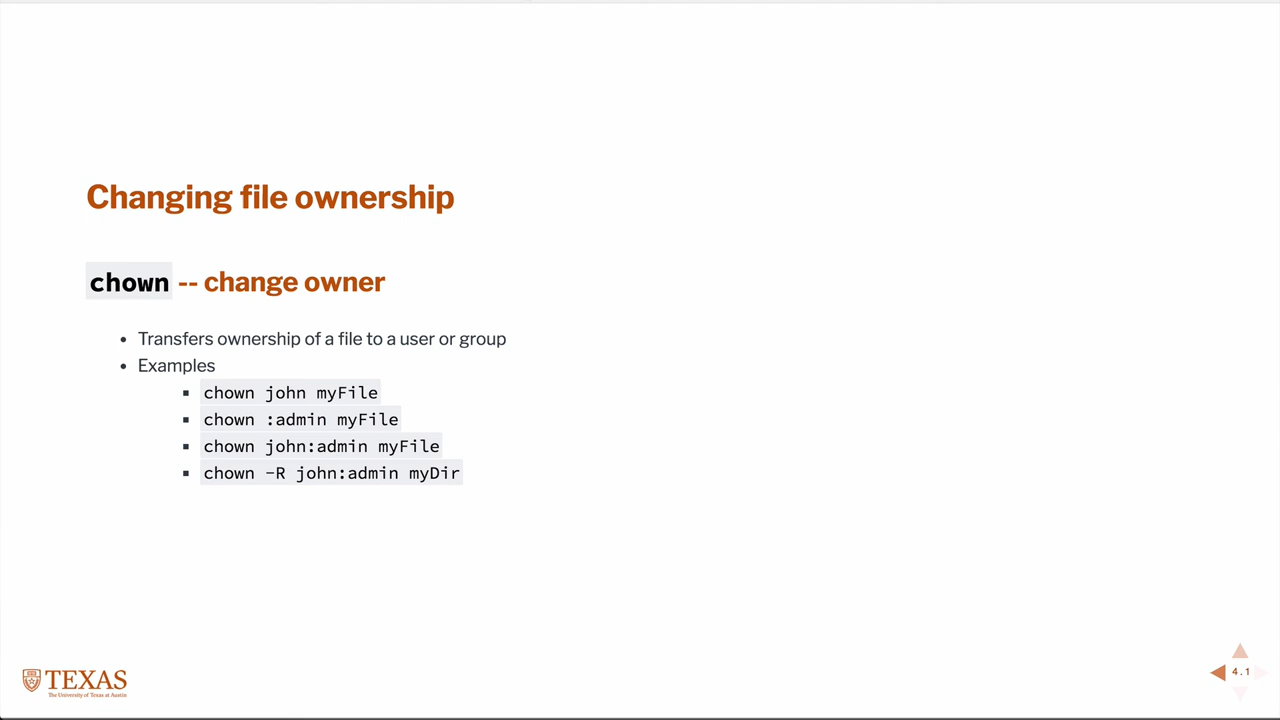 Changing file ownership
chown -- change owner
Transfers ownership of a file to a user or group
Examples
chown john myFile
chown :admin myFile
chown john:admin myFile
chown -R john:admin myDir
TEXAS
The University of Texas at Austin
4.1